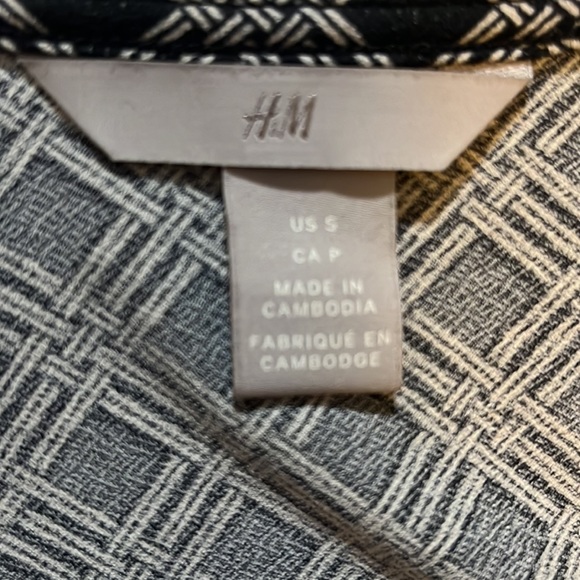 H&M
US S
CA P
MADE IN
CAMBODIA
FABRIQUÉ EN
CAMBODGE